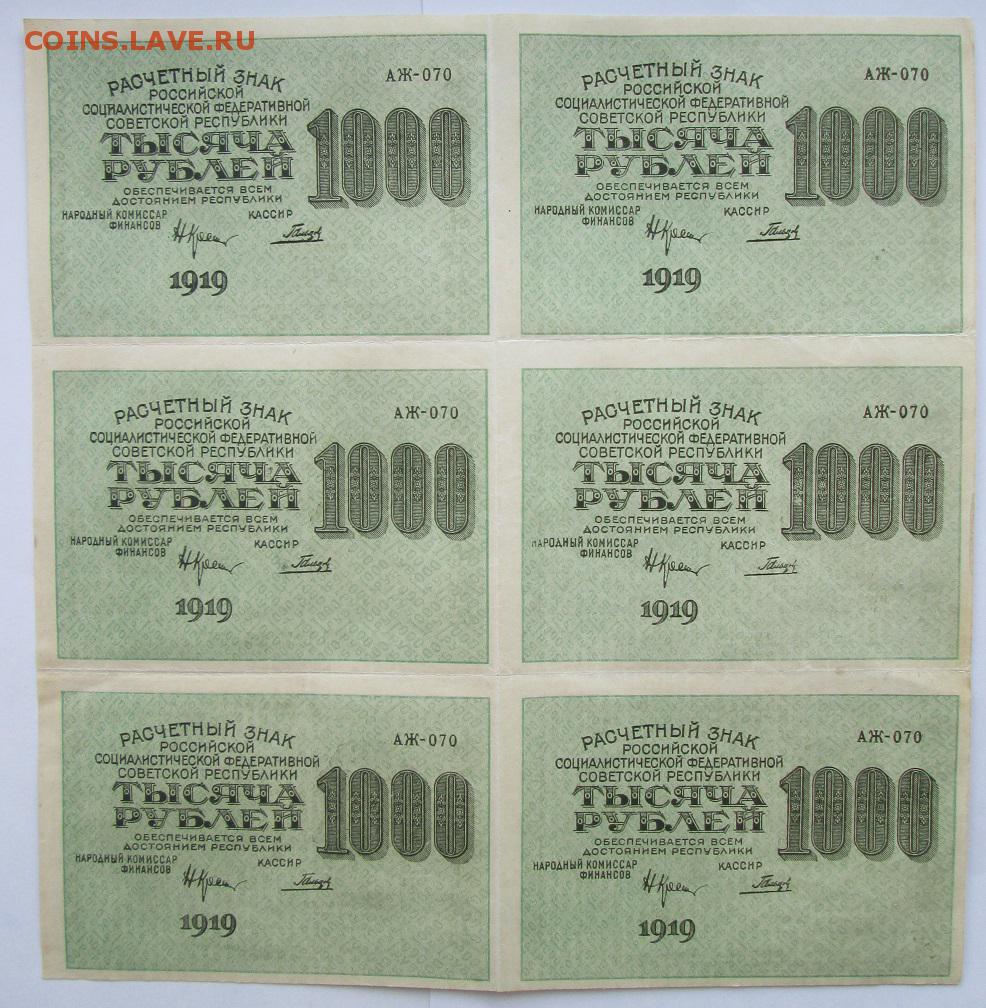 COINS.LAVE.RU
РАСЧЕТНЫЙ ЗНАК
АЖ-070
РОССИЙСКОЙ
СОЦИАЛИСТИЧЕСКОЙ ФЕДЕРАТИВНОЙ
СОВЕТСКОЙ РЕСПУБЛИКИ
ТЫСЯЧА
РУБЛЕЙ
1000
ОБЕСПЕЧИВАЕТСЯ ВСЕМ
ДОСТОЯНИЕМ РЕСПУБЛИКИ
НАРОДНЫЙ КОМИССАР
ФИНАНСОВ
КАССИР
1919
РАСЧЕТНЫЙ ЗНАК
АЖ-070
РОССИЙСКОЙ
СОЦИАЛИСТИЧЕСКОЙ ФЕДЕРАТИВНОЙ
СОВЕТСКОЙ РЕСПУБЛИКИ
ТЫСЯЧА
РУБЛЕЙ
1000
ОБЕСПЕЧИВАЕТСЯ ВСЕМ
ДОСТОЯНИЕМ РЕСПУБЛИКИ
НАРОДНЫЙ КОМИССАР
ФИНАНСОВ
КАССИР
1919
РАСЧЕТНЫЙ ЗНАК
АЖ-070
РОССИЙСКОЙ
СОЦИАЛИСТИЧЕСКОЙ ФЕДЕРАТИВНОЙ
СОВЕТСКОЙ РЕСПУБЛИКИ
ТЫСЯЧА
РУБЛЕЙ
1000
ОБЕСПЕЧИВАЕТСЯ ВСЕМ
ДОСТОЯНИЕМ РЕСПУБЛИКИ
НАРОДНЫЙ КОМИССАР
ФИНАНСОВ
КАССИР
1919
РАСЧЕТНЫЙ ЗНАК
АЖ-070
РОССИЙСКОЙ
СОЦИАЛИСТИЧЕСКОЙ ФЕДЕРАТИВНОЙ
СОВЕТСКОЙ РЕСПУБЛИКИ
ТЫСЯЧА
РУБЛЕЙ
1000
ОБЕСПЕЧИВАЕТСЯ ВСЕМ
ДОСТОЯНИЕМ РЕСПУБЛИКИ
НАРОДНЫЙ КОМИССАР
ФИНАНСОВ
КАССИР
1919
РАСЧЕТНЫЙ ЗНАК
АЖ-070
РОССИЙСКОЙ
СОЦИАЛИСТИЧЕСКОЙ ФЕДЕРАТИВНОЙ
СОВЕТСКОЙ РЕСПУБЛИКИ
ТЫСЯЧА
РУБЛЕЙ
1000
ОБЕСПЕЧИВАЕТСЯ ВСЕМ
ДОСТОЯНИЕМ РЕСПУБЛИКИ
НАРОДНЫЙ КОМИССАР
ФИНАНСОВ
КАССИР
1919
РАСЧЕТНЫЙ ЗНАК
АЖ-070
РОССИЙСКОЙ
СОЦИАЛИСТИЧЕСКОЙ ФЕДЕРАТИВНОЙ
СОВЕТСКОЙ РЕСПУБЛИКИ
ТЫСЯЧА
РУБЛЕЙ
1000
ОБЕСПЕЧИВАЕТСЯ ВСЕМ
ДОСТОЯНИЕМ РЕСПУБЛИКИ
НАРОДНЫЙ КОМИССАР
ФИНАНСОВ
КАССИР
1919